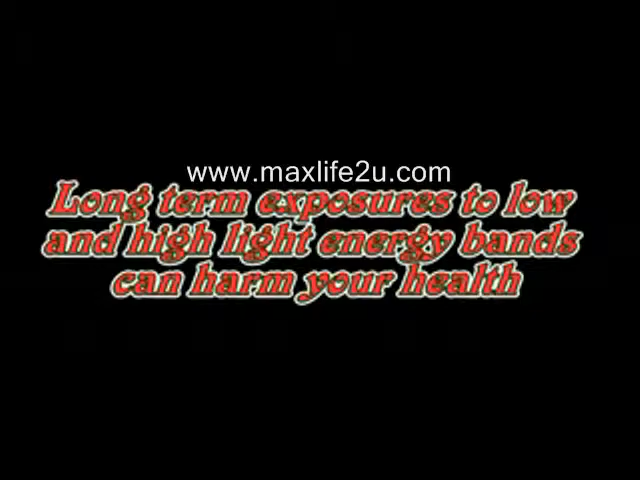 www.maxlife2u.com
Long term exposures to low
and high light energy bands
can harm your health